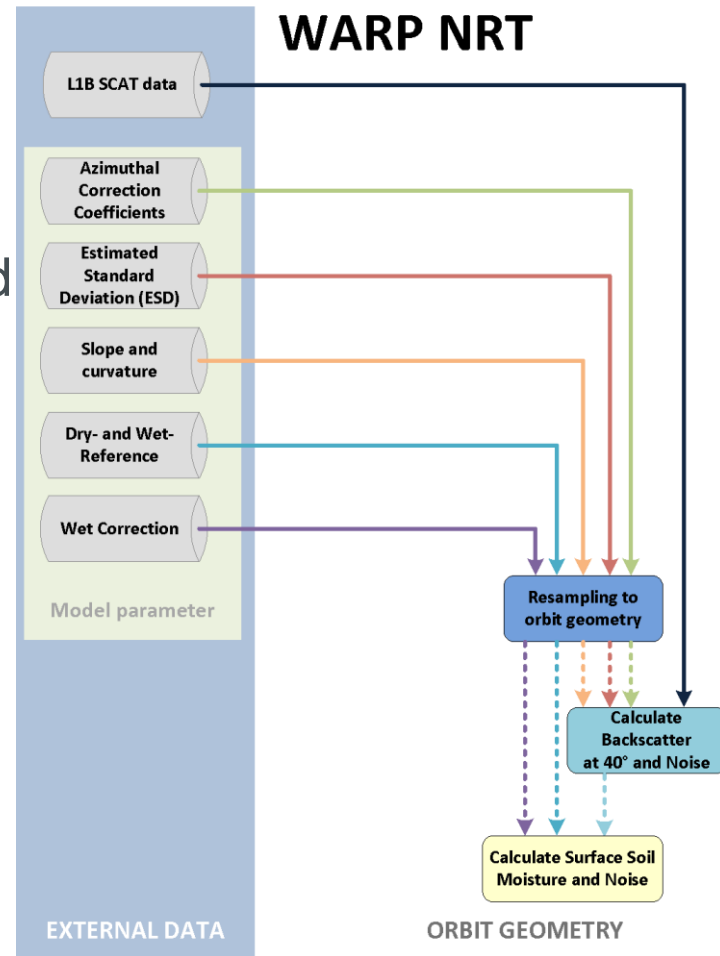 WARP NRT
L1B SCAT data
Azimuthal
Correction
Coefficients
d
Estimated
Standard
Deviation (ESD)
Slope and
curvature
Dry- and Wet-
Reference
Wet Correction
Model parameter
Resampling to
orbit geometry
Calculate
Backscatter
at 40° and Noise
Calculate Surface Soil
Moisture and Noise
EXTERNAL DATA
ORBIT GEOMETRY